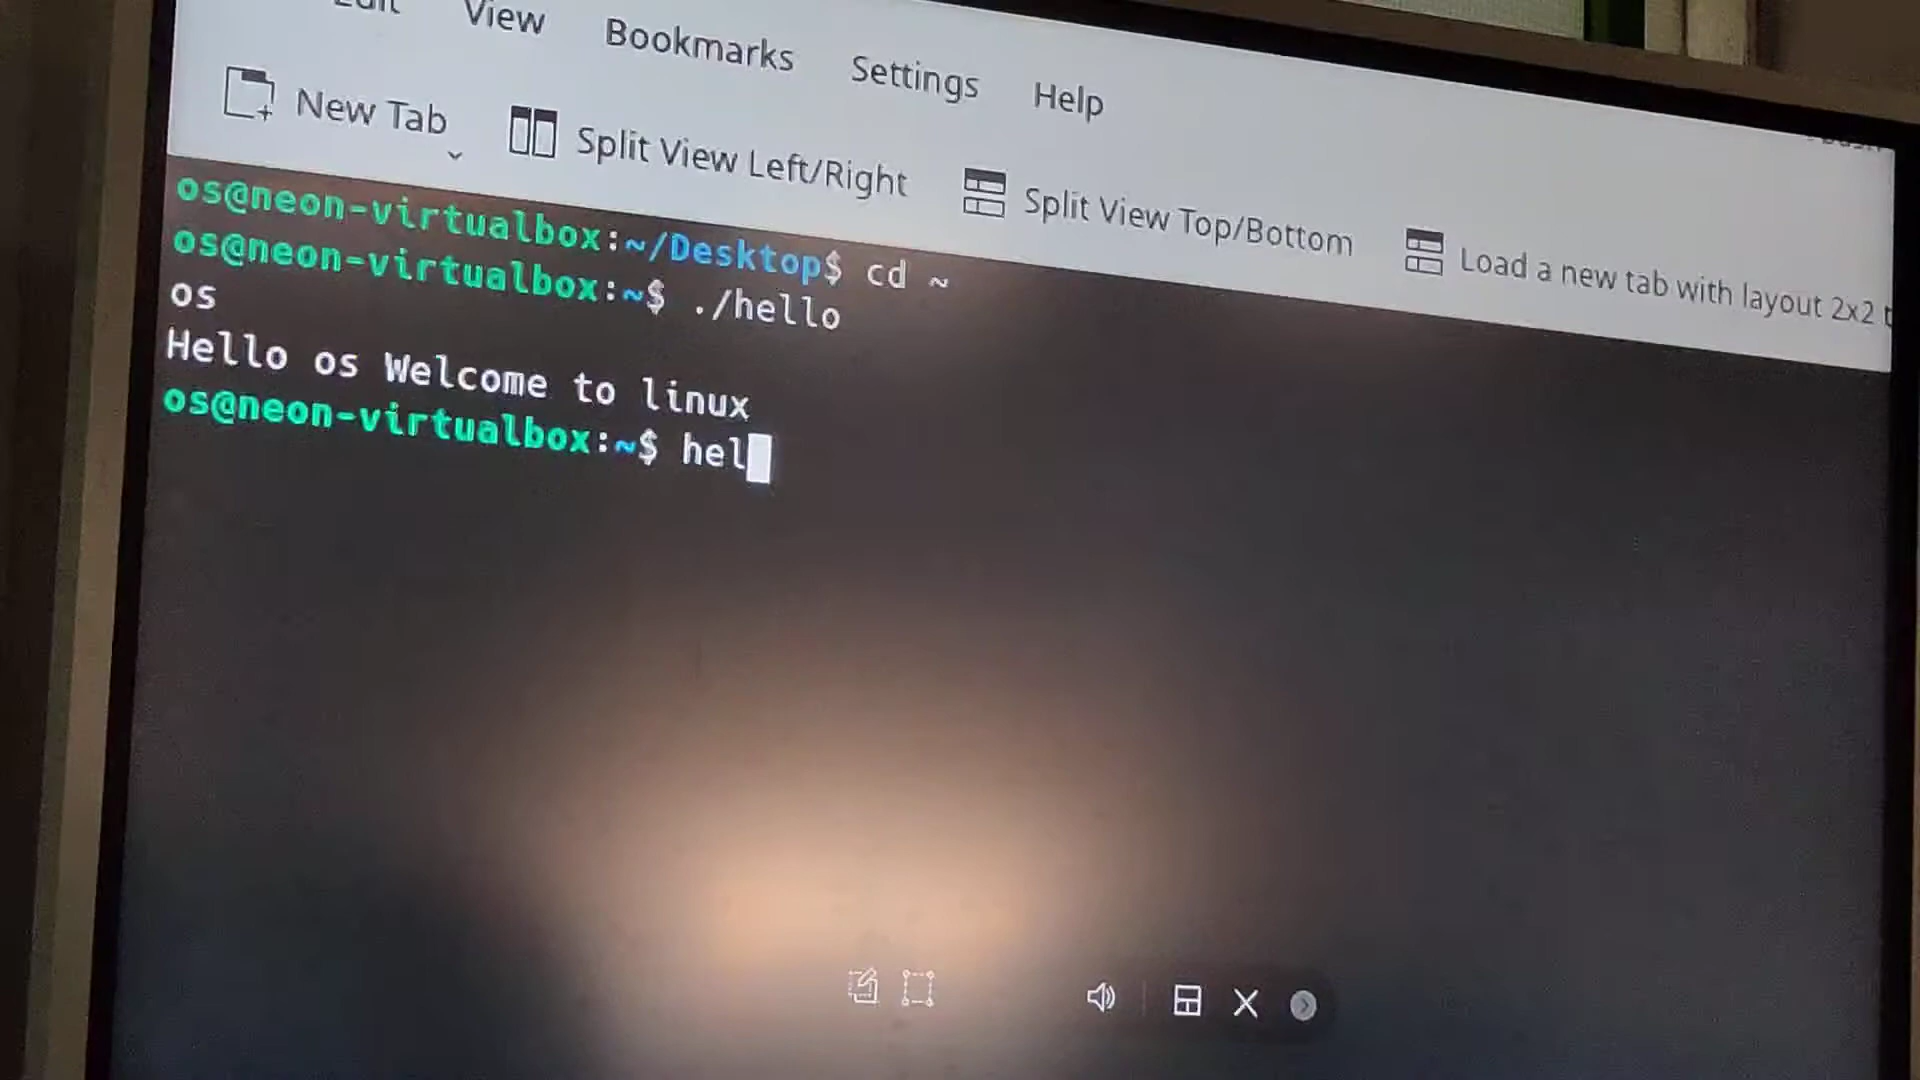 View Bookmarks Settings Help
New Tab Split View Left/Right Split View Top/Bottom Load a new tab with layout 2x2 t
os@neon-virtualbox:~/Desktop$ cd ~
os@neon-virtualbox:~$ ./hello
os
Hello os Welcome to linux
os@neon-virtualbox:~$ hel